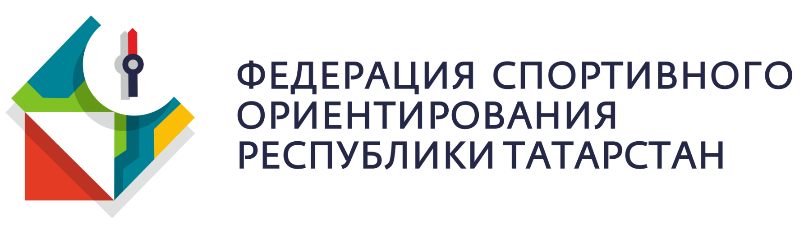 ФЕДЕРАЦИЯ СПОРТИВНОГО
ОРИЕНТИРОВАНИЯ
РЕСПУБЛИКИ ТАТАРСТАН